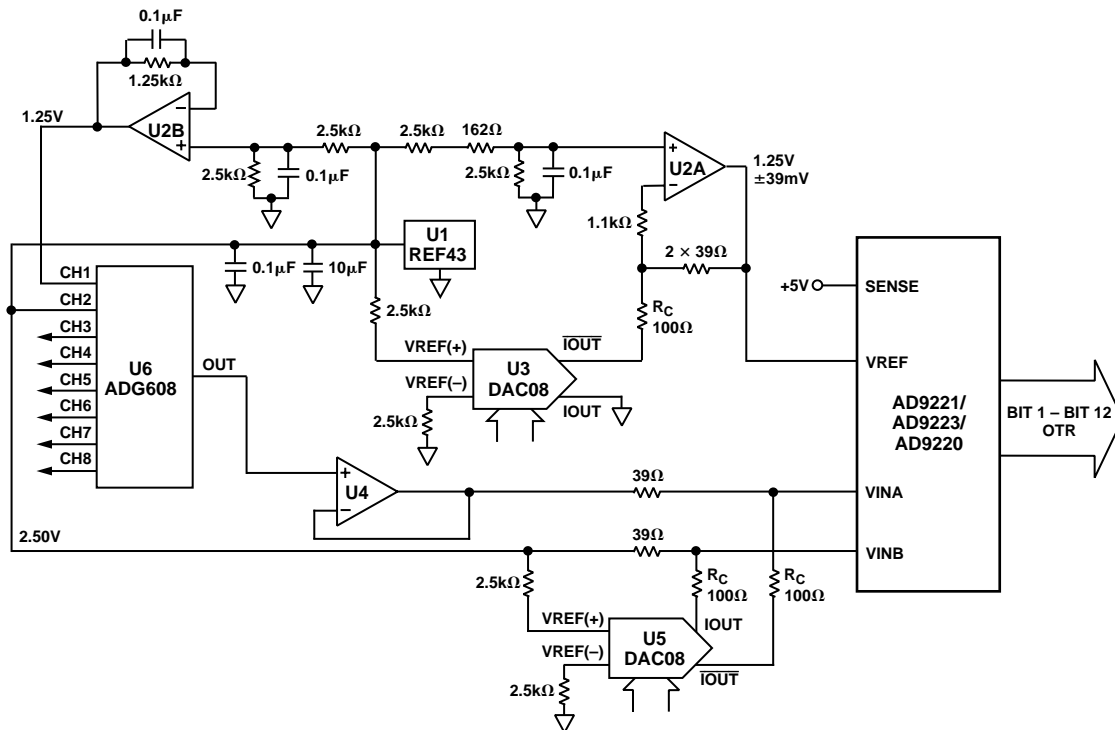 0.1μF
1.25kΩ
1.25V
–
U2B
+
2.5kΩ
2.5kΩ
162Ω
2.5kΩ
0.1μF
2.5kΩ
0.1μF
+
U2A
–
1.25V
±39mV
1.1kΩ
2 × 39Ω
U1
REF43
0.1μF
10μF
2.5kΩ
RC
100Ω
CH1
CH2
CH3
CH4
CH5
CH6
CH7
CH8
U6
ADG608
OUT
VREF(+)
VREF(–)
U3
DAC08
IOUT
IOUT
2.5kΩ
+5V
SENSE
VREF
AD9221/
AD9223/
AD9220
VINA
VINB
BIT 1 – BIT 12
OTR
+
U4
–
39Ω
2.50V
39Ω
2.5kΩ
RC
100Ω
RC
100Ω
VREF(+)
VREF(–)
U5
DAC08
IOUT
IOUT
2.5kΩ